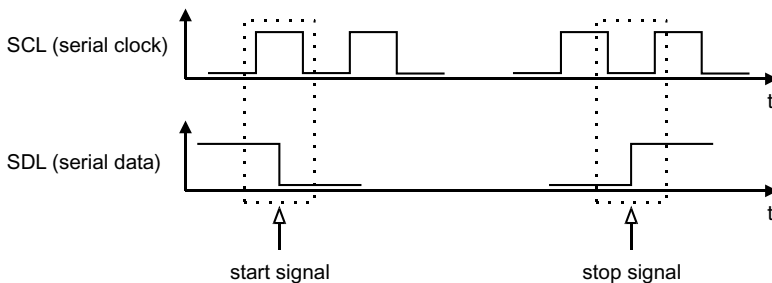 SCL (serial clock)
t
SDL (serial data)
t
start signal
stop signal